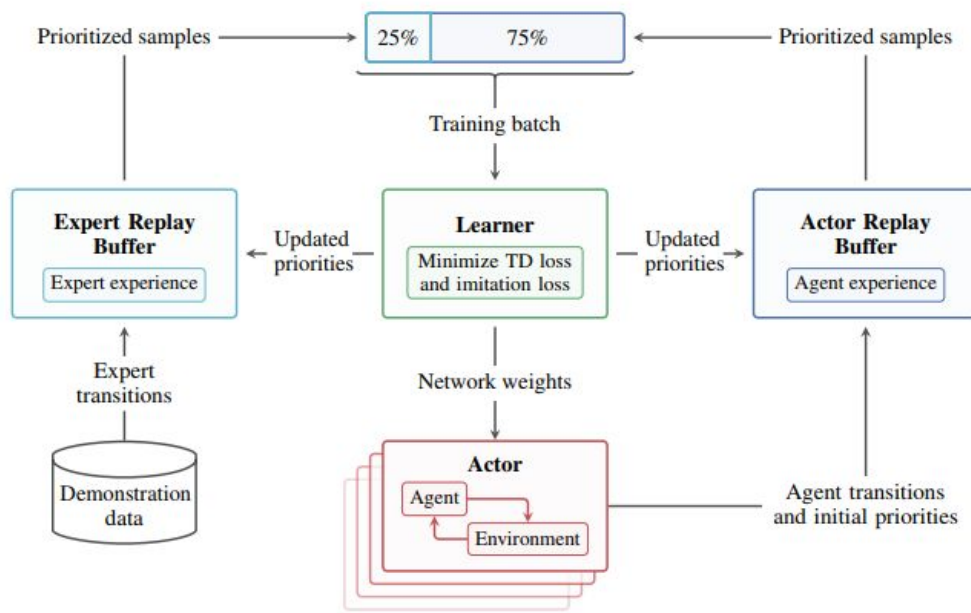 Prioritized samples
25%
75%
Prioritized samples
Training batch
Expert Replay
Buffer
Expert experience
Updated
priorities
Learner
Minimize TD loss
and imitation loss
Updated
priorities
Actor Replay
Buffer
Agent experience
Expert
transitions
Network weights
Demonstration
data
Actor
Agent
Environment
Agent transitions
and initial priorities